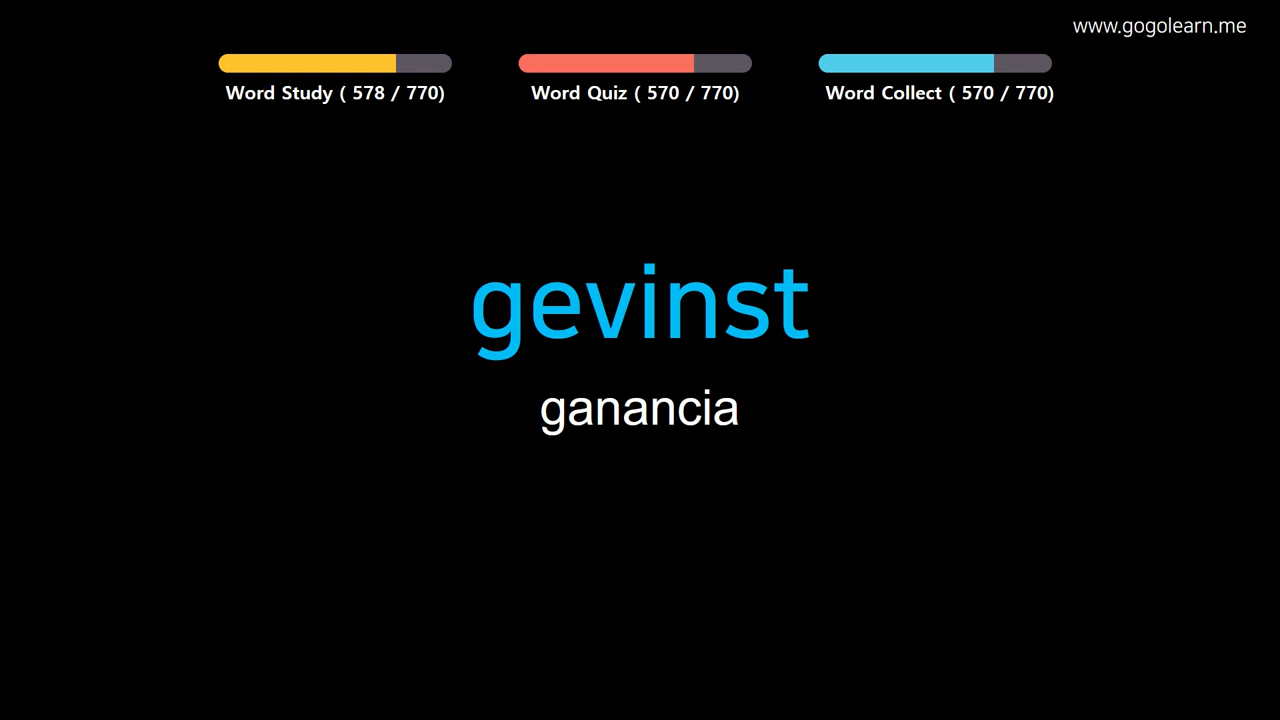 www.gogolearn.me
Word Study ( 578 / 770)
Word Quiz ( 570 / 770)
Word Collect ( 570 / 770)
gevinst
ganancia